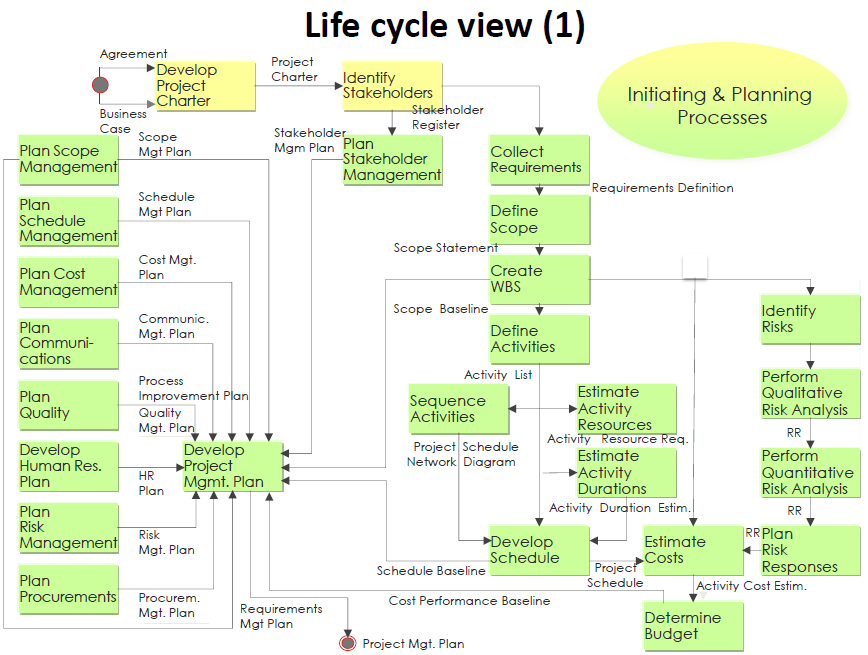 Life cycle view (1)
Agreement
Develop
Project
Charter
Business
Case
Project
Charter
Identify
Stakeholders
Stakeholder
Register
Initiating & Planning
Processes
Plan Scope
Management
Scope
Mgt Plan
Stakeholder
Mgm Plan
Plan
Stakeholder
Management
Collect
Requirements
Requirements Definition
Plan
Schedule
Management
Schedule
Mgt Plan
Define
Scope
Scope Statement
Plan Cost
Management
Cost Mgt.
Plan
Create
WBS
Scope Baseline
Identify
Risks
Plan
Communi-
cations
Communic.
Mgt. Plan
Define
Activities
Activity List
Plan
Quality
Process
Improvement Plan
Quality
Mgt. Plan
Sequence
Activities
Estimate
Activity
Resources
Activity Resource Req.
Perform
Qualitative
Risk Analysis
RR
Project Schedule
Network Diagram
Develop
Human Res.
Plan
HR
Plan
Develop
Project
Mgmt. Plan
Estimate
Activity
Durations
Activity Duration Estim.
Perform
Quantitative
Risk Analysis
RR
Plan
Risk
Management
Risk
Mgt. Plan
Develop
Schedule
Schedule Baseline
Project
Schedule
Estimate
Costs
RR
Plan
Risk
Responses
Activity Cost Estim.
Plan
Procurements
Procurem.
Mgt. Plan
Requirements
Mgt Plan
Cost Performance Baseline
Determine
Budget
Project Mgt. Plan